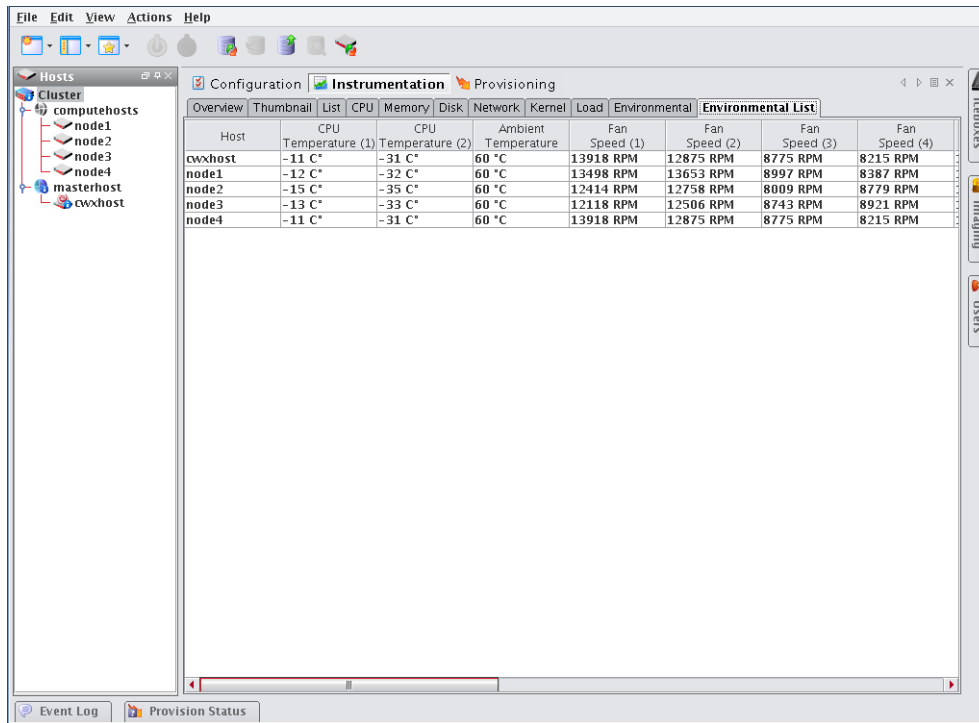 File Edit View Actions Help
Hosts
Cluster
computehosts
node1
node2
node3
node4
masterhost
cwxhost
Configuration Instrumentation Provisioning
Overview Thumbnail List CPU Memory Disk Network Kernel Load Environmental Environmental List
Host CPU Temperature (1) CPU Temperature (2) Ambient Temperature Fan Speed (1) Fan Speed (2) Fan Speed (3) Fan Speed (4)
cwxhost -11 C° -31 C° 60 °C 13918 RPM 12875 RPM 8775 RPM 8215 RPM
node1 -12 C° -32 C° 60 °C 13498 RPM 13653 RPM 8997 RPM 8387 RPM
node2 -15 C° -35 C° 60 °C 12414 RPM 12758 RPM 8009 RPM 8779 RPM
node3 -13 C° -33 C° 60 °C 12118 RPM 12506 RPM 8743 RPM 8921 RPM
node4 -11 C° -31 C° 60 °C 13918 RPM 12875 RPM 8775 RPM 8215 RPM
Iceboxes
Imaging
Users
Event Log Provision Status